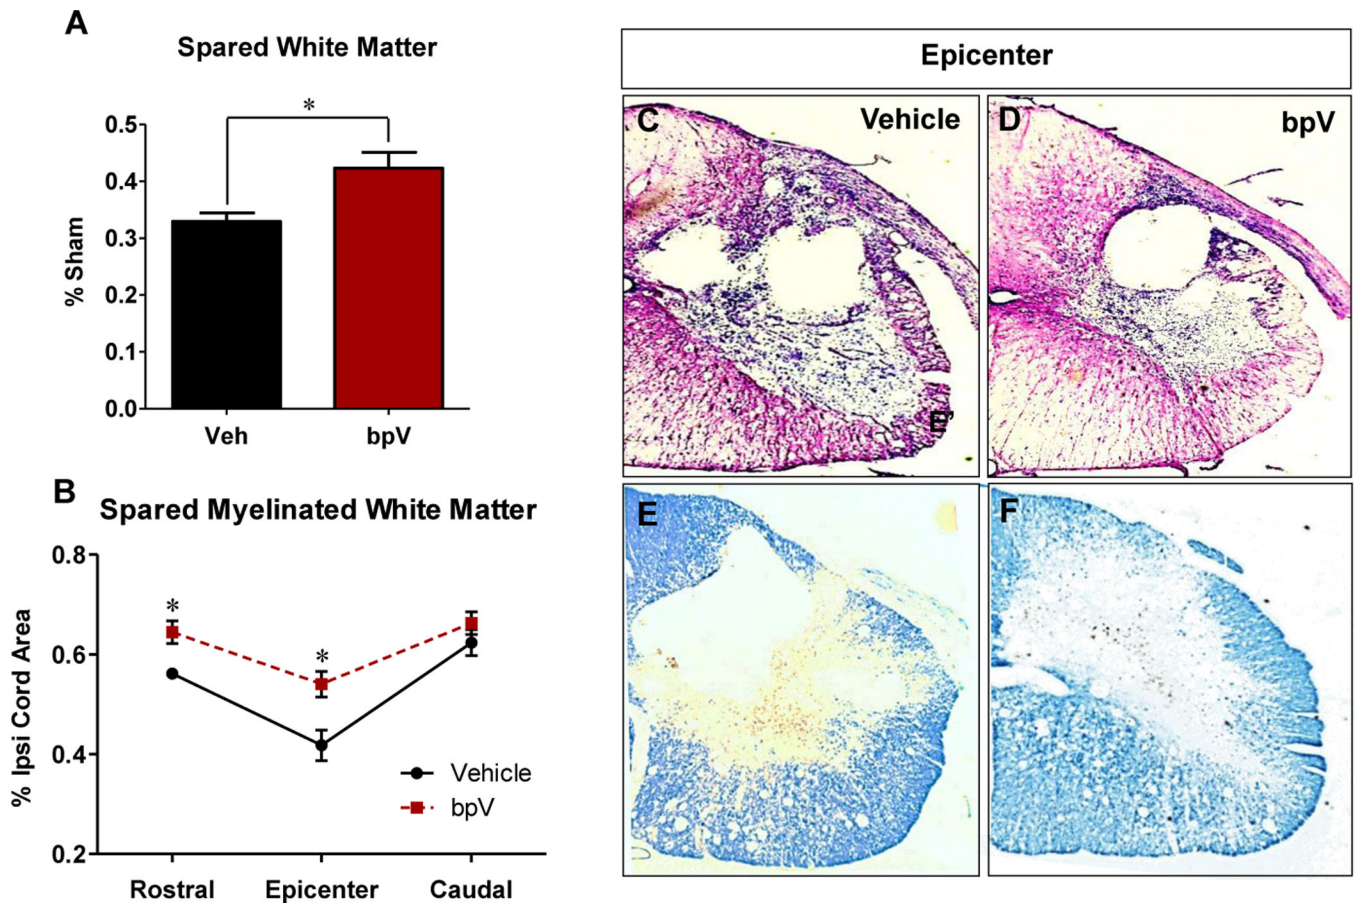 A
Spared White Matter
*
% Sham
0.5
0.4
0.3
0.2
0.1
0.0
Veh bpV
B
Spared Myelinated White Matter
% Ipsi Cord Area
0.8
0.6
0.4
0.2
*
*
Vehicle
bpV
Rostral Epicenter Caudal
Epicenter
C Vehicle
D bpV
E’
E
F